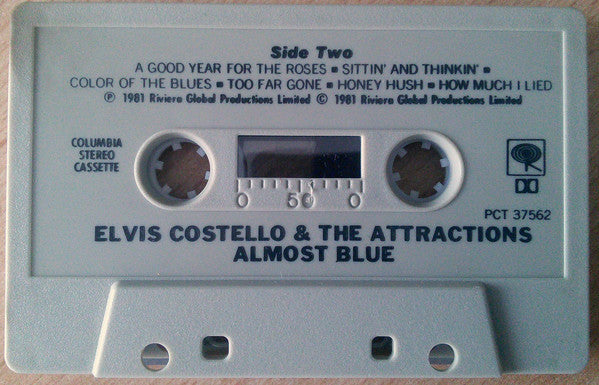 Side Two
A GOOD YEAR FOR THE ROSES ▪ SITTIN' AND THINKIN' ▪
COLOR OF THE BLUES ▪ TOO FAR GONE ▪ HONEY HUSH ▪ HOW MUCH I LIED
℗ 1981 Riviera Global Productions Limited © 1981 Riviera Global Productions Limited
COLUMBIA
STEREO
CASSETTE
0 50 0
PCT 37562
ELVIS COSTELLO & THE ATTRACTIONS
ALMOST BLUE